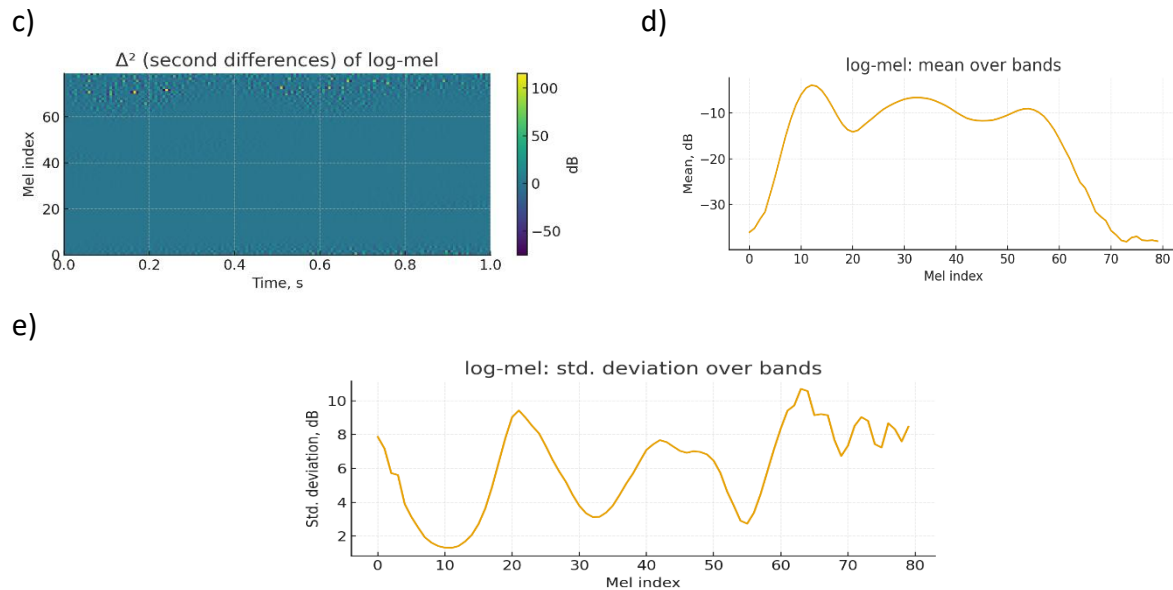 c)
Δ² (second differences) of log-mel
60
40
20
0
Mel index
0.0 0.2 0.4 0.6 0.8 1.0
Time, s
100
50
0
−50
dB
d)
log-mel: mean over bands
−10
−20
−30
Mean, dB
0 10 20 30 40 50 60 70 80
Mel index
e)
log-mel: std. deviation over bands
10
8
6
4
2
Std. deviation, dB
0 10 20 30 40 50 60 70 80
Mel index